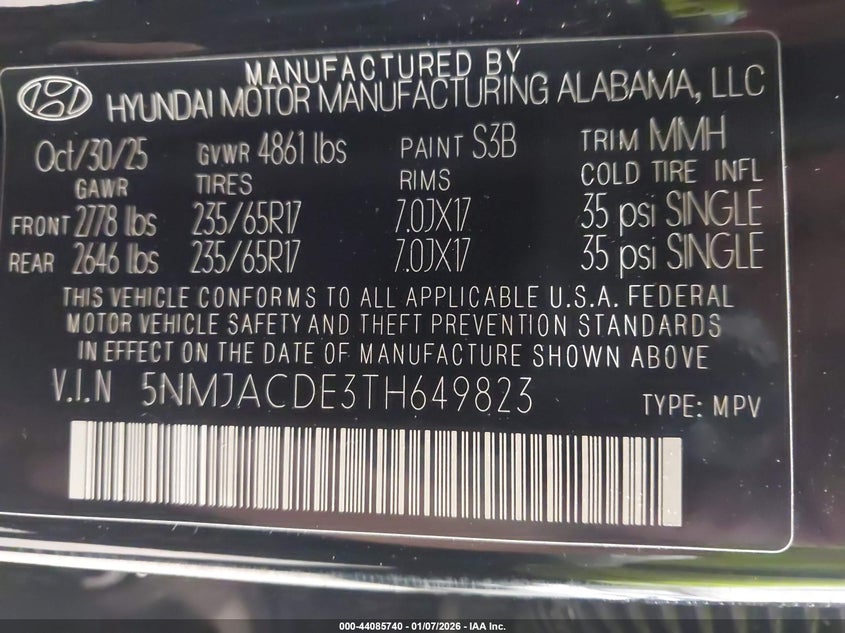 MANUFACTURED BY
HYUNDAI MOTOR MANUFACTURING ALABAMA, LLC
Oct/30/25 GVWR 4861 lbs PAINT S3B TRIM MMH
GAWR TIRES RIMS COLD TIRE INFL
FRONT 2778 lbs 235/65R17 7.0JX17 35 psi SINGLE
REAR 2646 lbs 235/65R17 7.0JX17 35 psi SINGLE
THIS VEHICLE CONFORMS TO ALL APPLICABLE U.S.A. FEDERAL
MOTOR VEHICLE SAFETY AND THEFT PREVENTION STANDARDS
IN EFFECT ON THE DATE OF MANUFACTURE SHOWN ABOVE
V.I.N 5NMJACDE3TH649823 TYPE: MPV
000-44085740 - 01/07/2026 - IAA Inc.